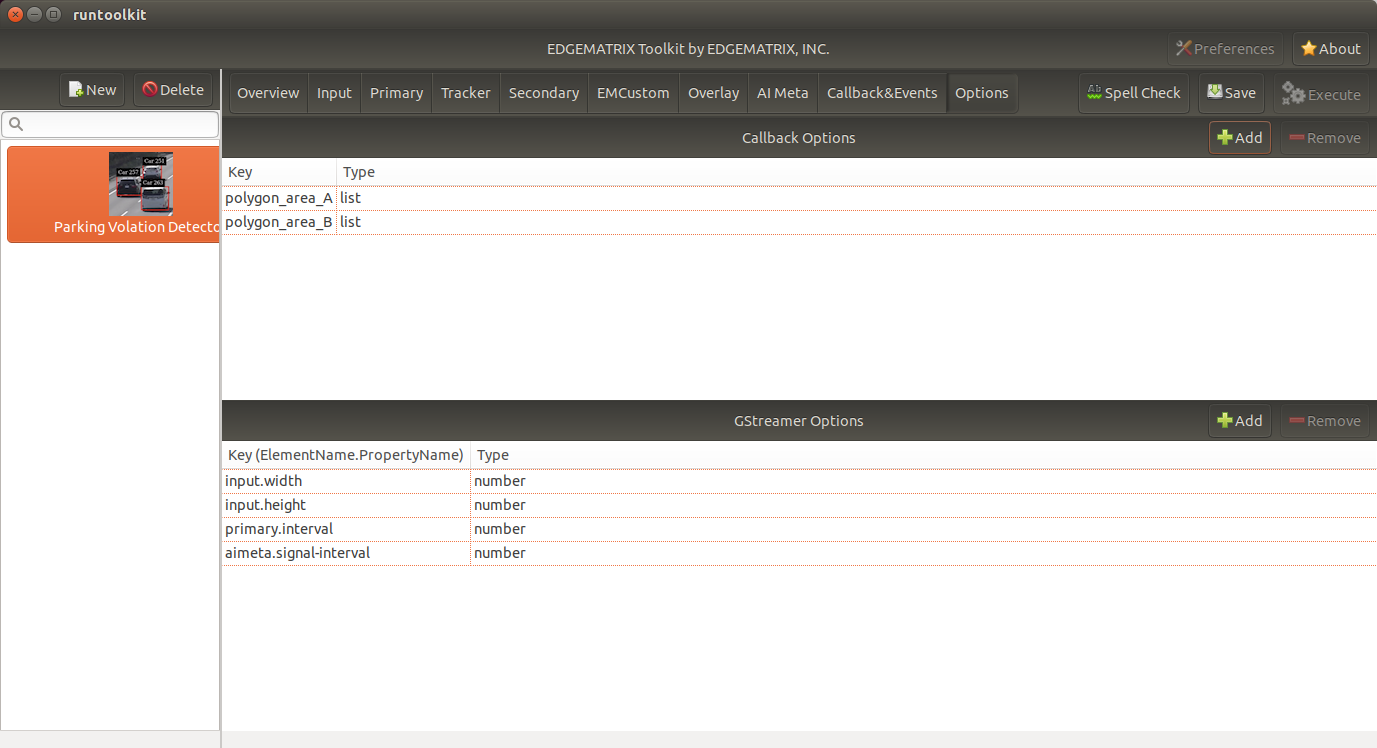 runtoolkit
EDGEMATRIX Toolkit by EDGEMATRIX, INC.
Preferences
About
New
Delete
Overview
Input
Primary
Tracker
Secondary
EMCustom
Overlay
AI Meta
Callback&Events
Options
Spell Check
Save
Execute
Car 251
Car 257
Car 263
Parking Volation Detecto
Callback Options
Add
Remove
Key Type
polygon_area_A list
polygon_area_B list
GStreamer Options
Add
Remove
Key (ElementName.PropertyName) Type
input.width number
input.height number
primary.interval number
aimeta.signal-interval number